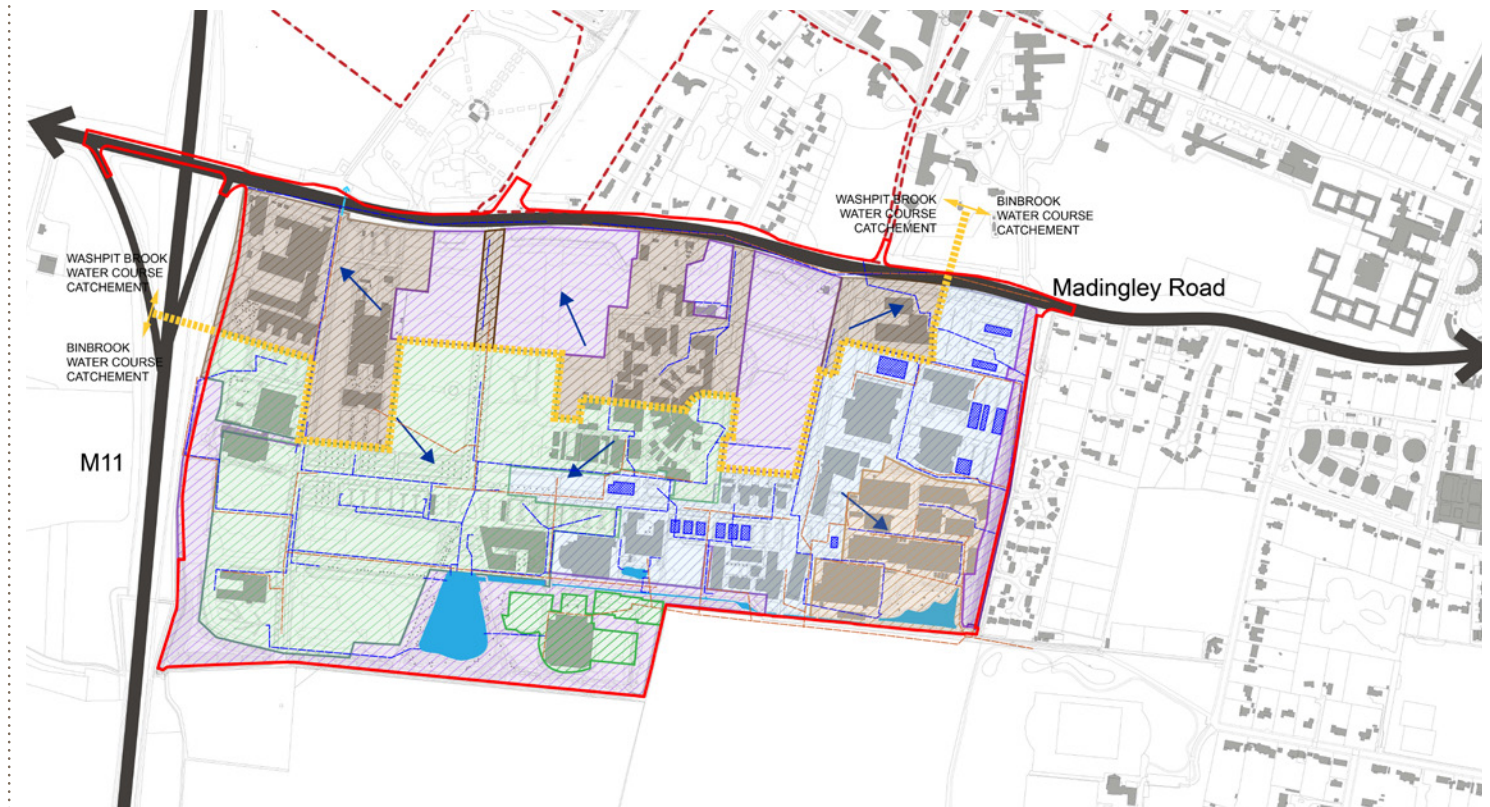 WASHPIT BROOK
WATER COURSE
CATCHEMENT
BINBROOK
WATER COURSE
CATCHEMENT
Madingley Road
WASHPIT BROOK
WATER COURSE
CATCHEMENT
BINBROOK
WATER COURSE
CATCHEMENT
M11